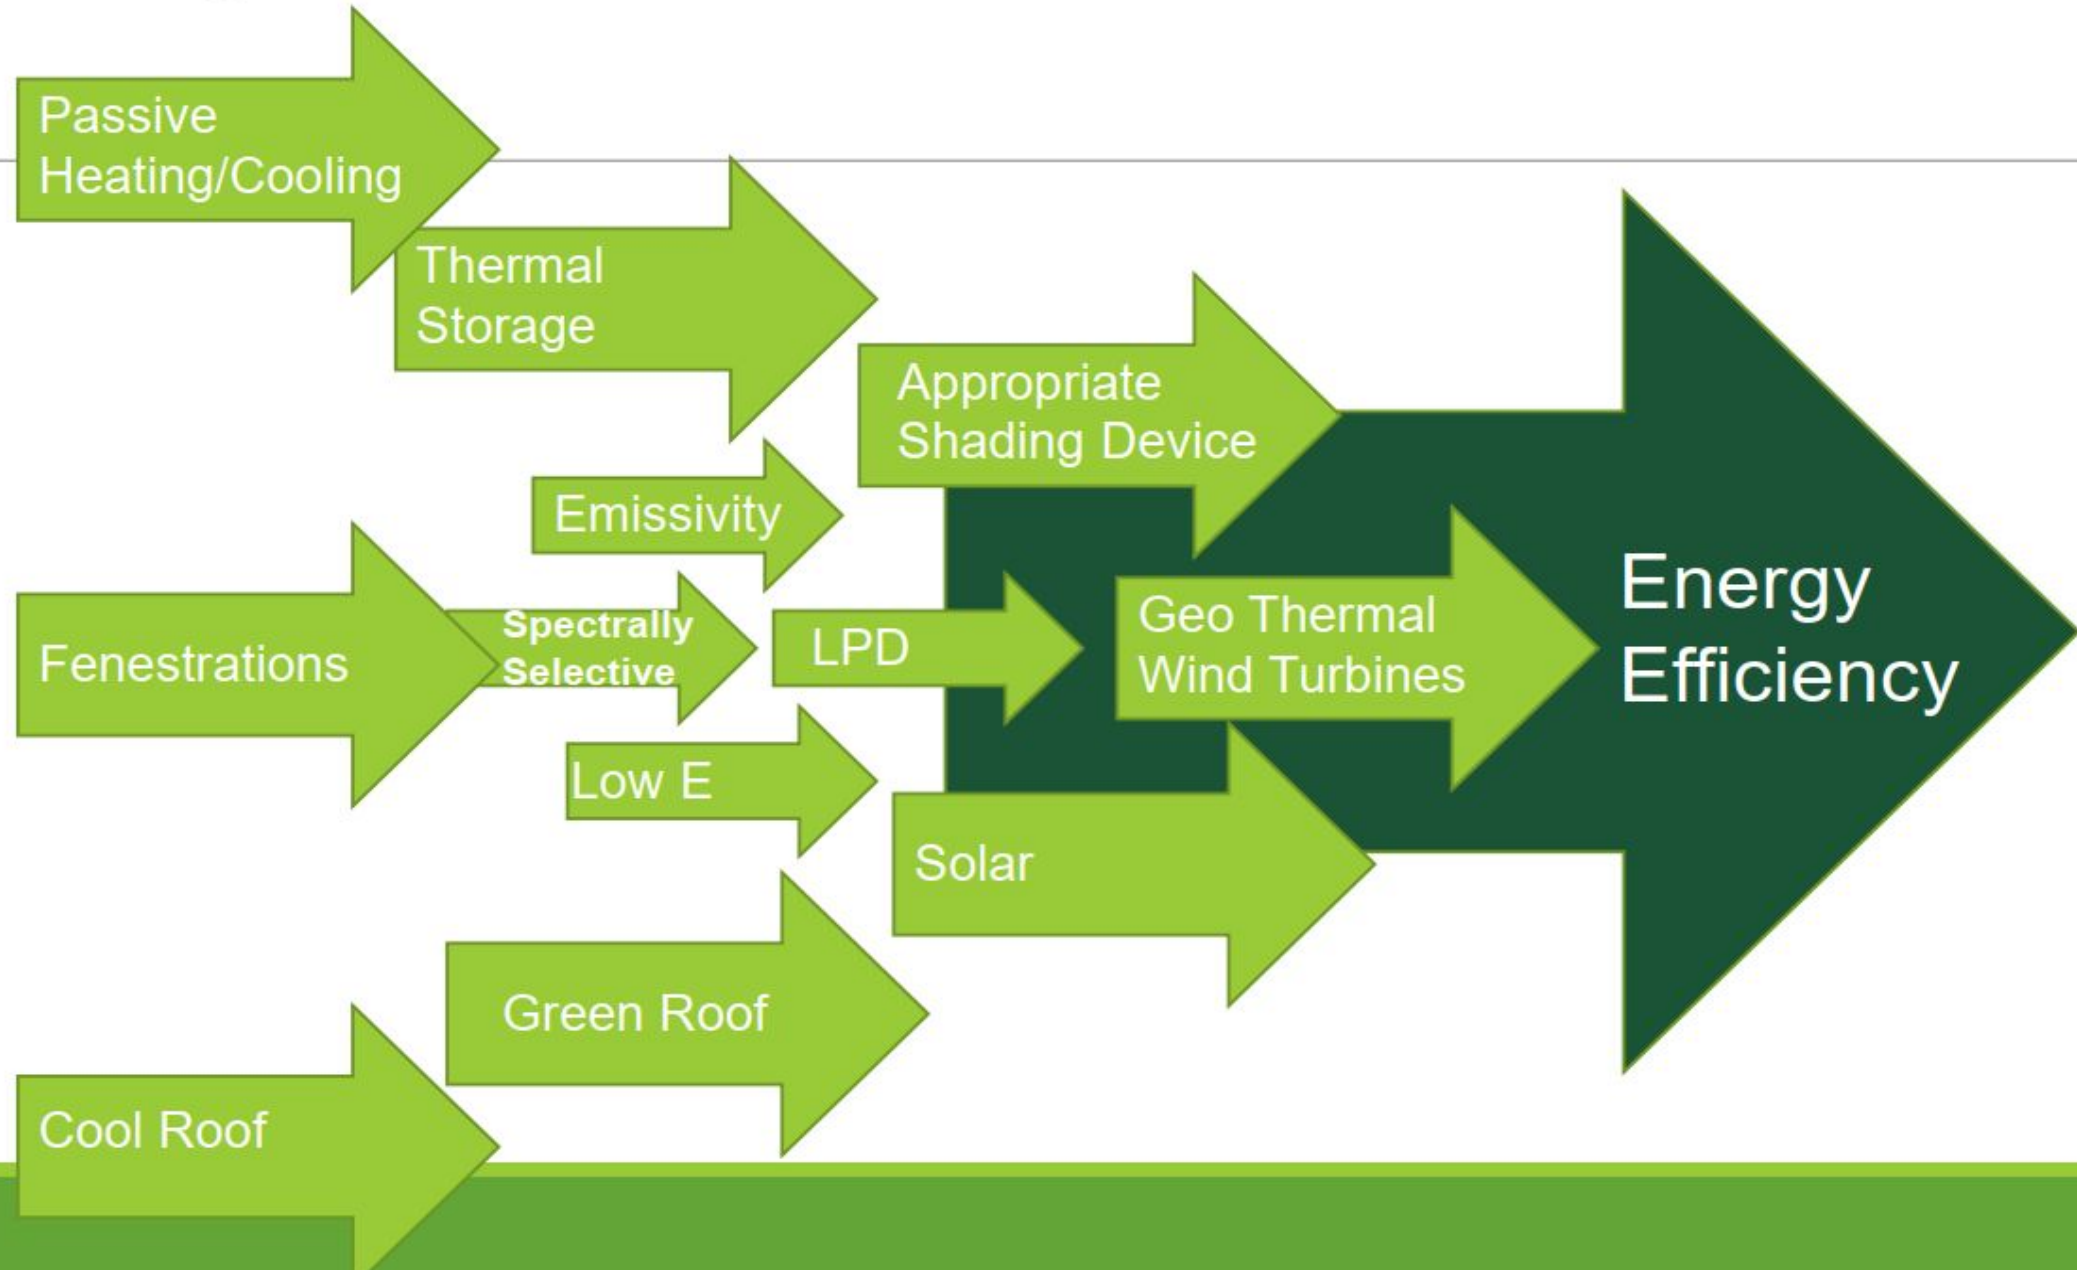 Passive
Heating/Cooling
Thermal
Storage
Appropriate
Shading Device
Emissivity
Fenestrations
Spectrally
Selective
LPD
Geo Thermal
Wind Turbines
Energy
Efficiency
Low E
Solar
Green Roof
Cool Roof